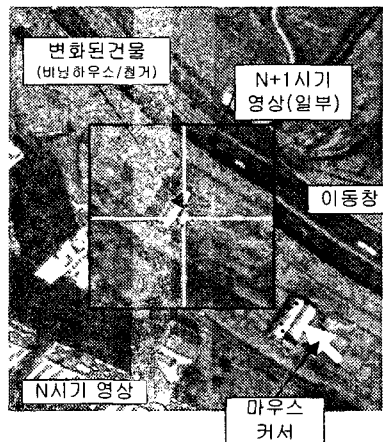 변화된건물
(비닐하우스/철거)
N+1시기
영상(일부)
이동창
N시기 영상
마우스
커서